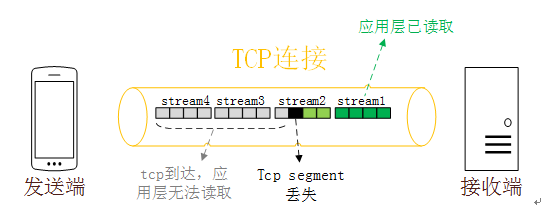 应用层已读取
TCP连接
stream4 stream3 stream2 stream1
tcp到达，应
用层无法读取
Tcp segment
丢失
发送端
接收端